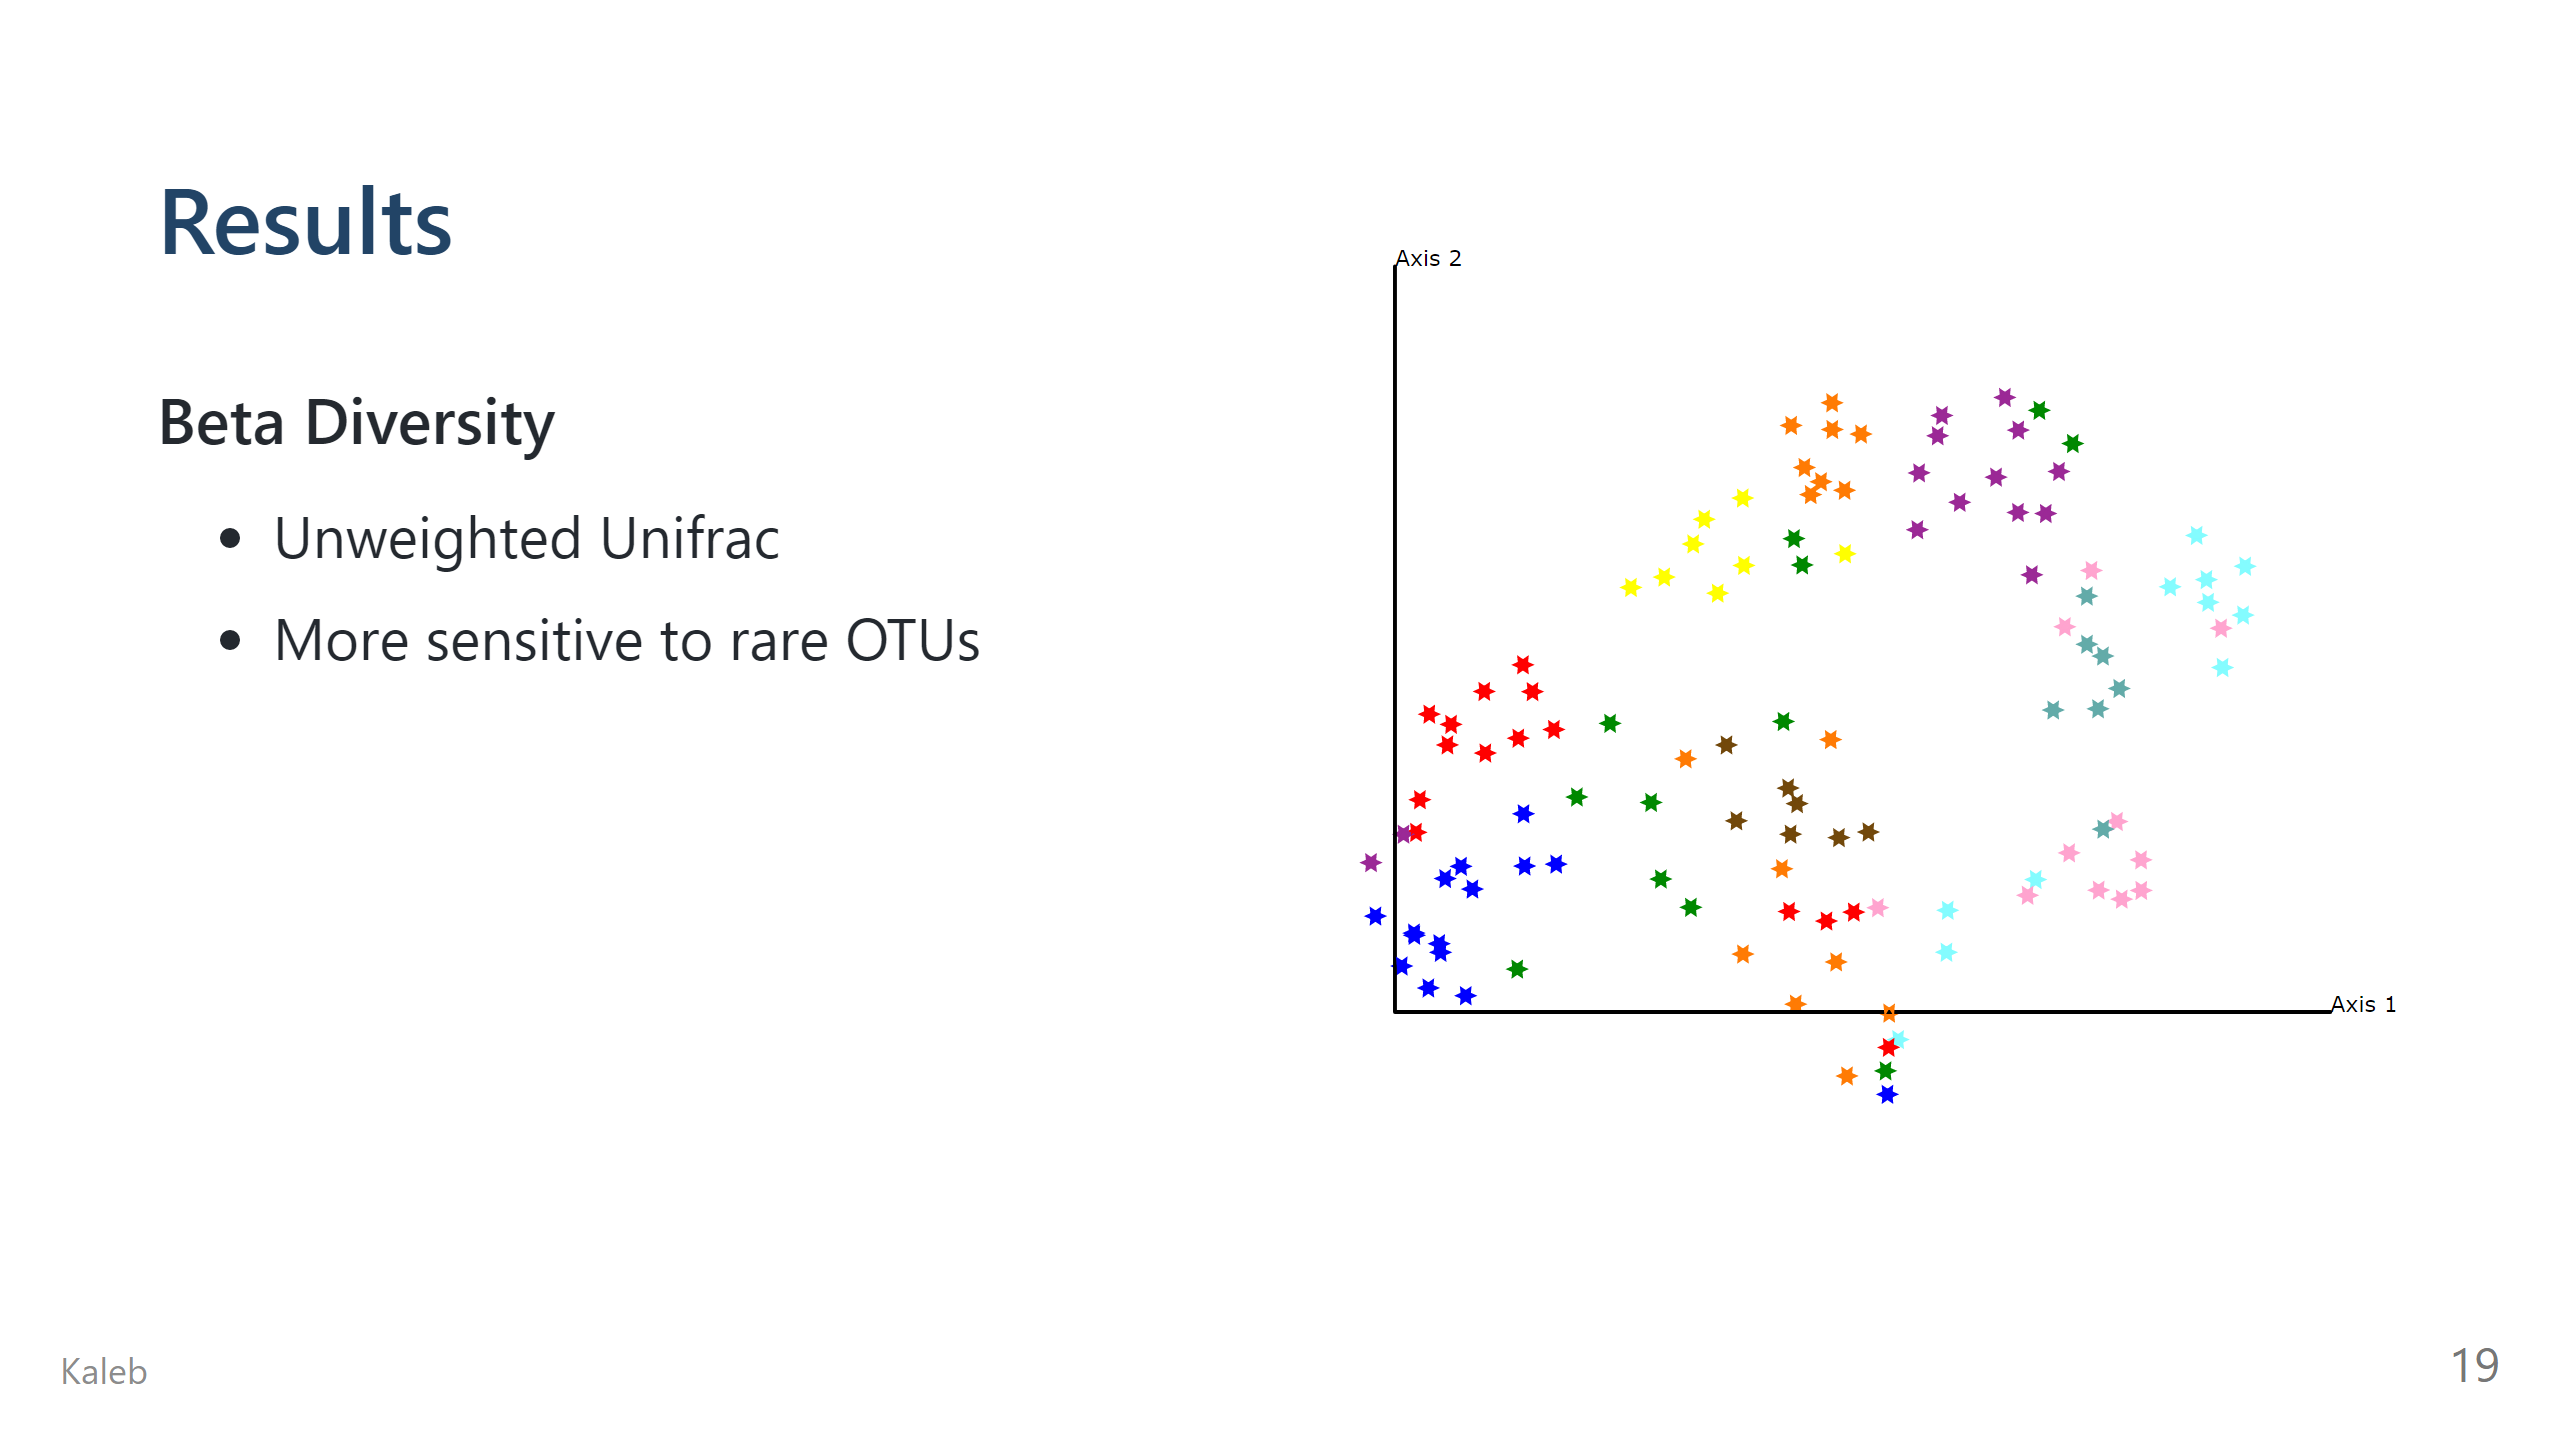 Results
Beta Diversity
Unweighted Unifrac
More sensitive to rare OTUs
Axis 2
Axis 1
Kaleb
19